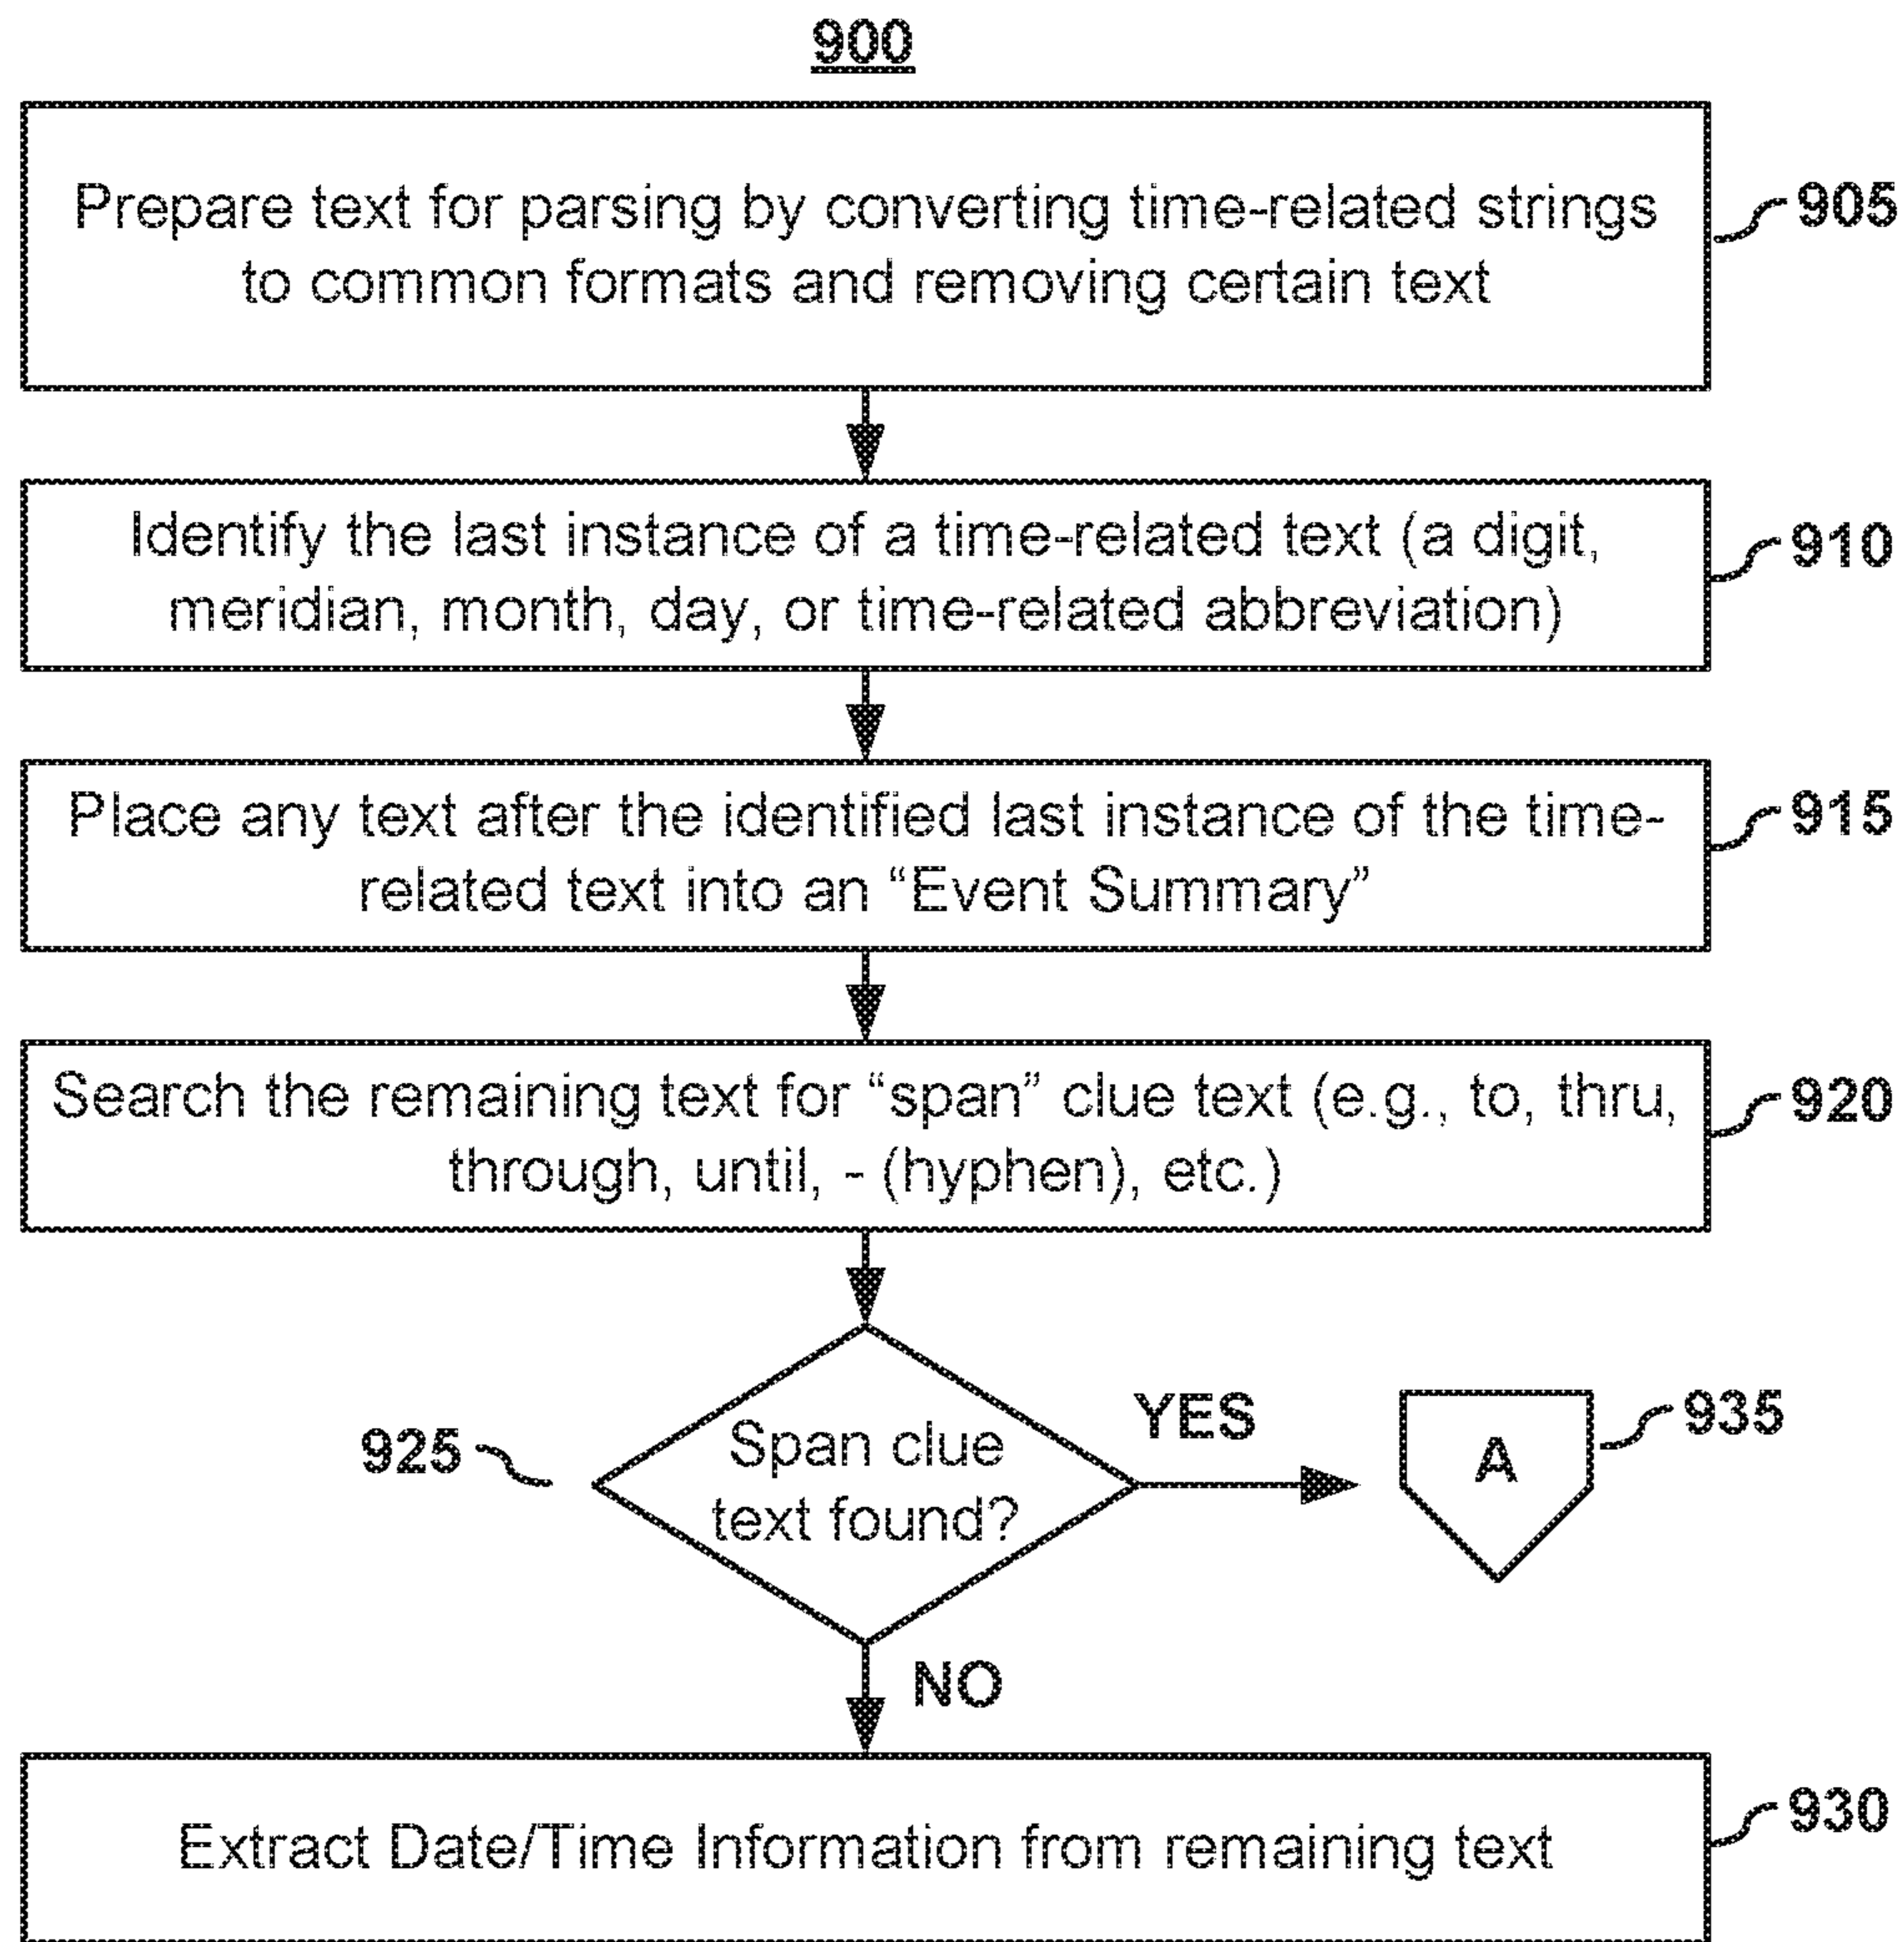 900
Prepare text for parsing by converting time-related strings
to common formats and removing certain text
905
Identify the last instance of a time-related text (a digit,
meridian, month, day, or time-related abbreviation)
910
Place any text after the identified last instance of the time-
related text into an “Event Summary”
915
Search the remaining text for “span” clue text (e.g., to, thru,
through, until, - (hyphen), etc.)
920
925
Span clue
text found?
YES
A
935
NO
Extract Date/Time Information from remaining text
930